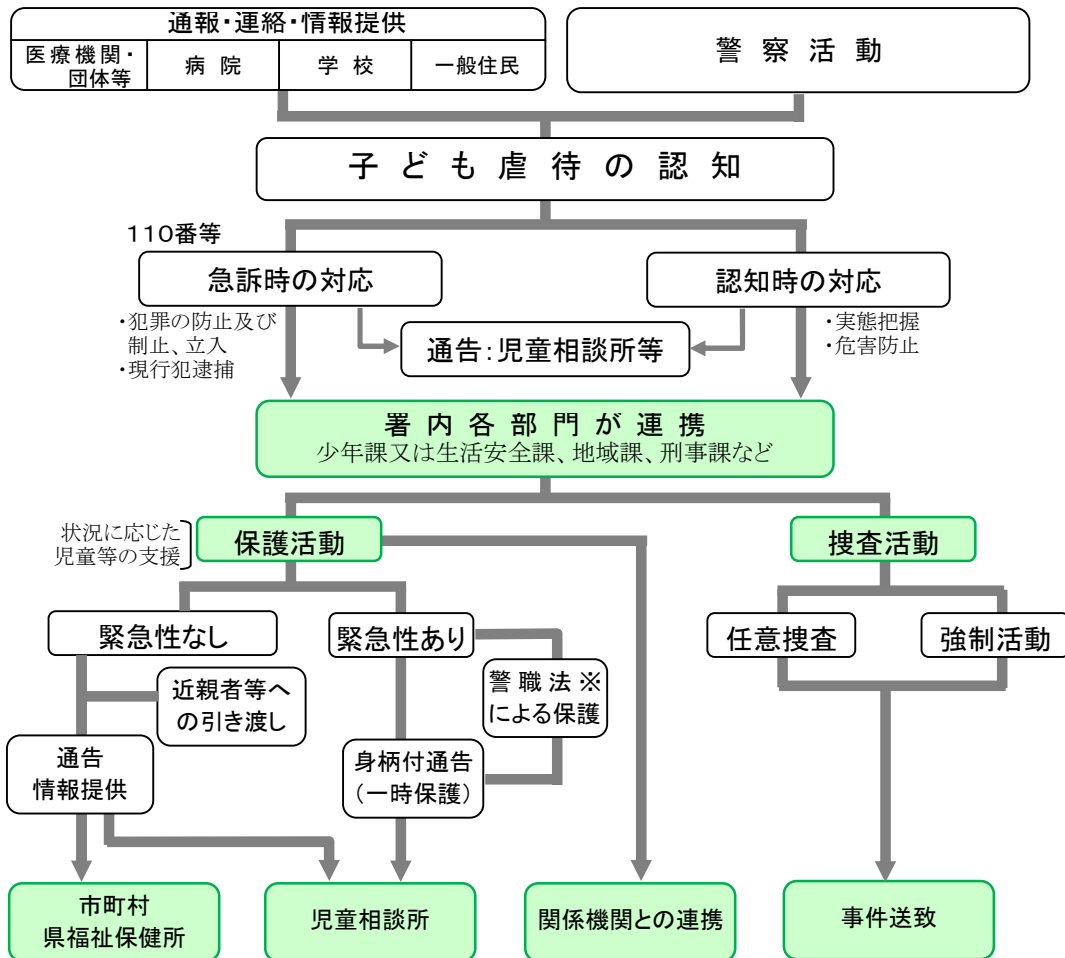 通報・連絡・情報提供
医療機関・
団体等
病院
学校
一般住民
警察活動
子ども虐待の認知
110番等
急訴時の対応
認知時の対応
・犯罪の防止及び
制止、立入
・現行犯逮捕
通告：児童相談所等
・実態把握
・危害防止
署内各部門が連携
少年課又は生活安全課、地域課、刑事課など
状況に応じた
児童等の支援
保護活動
捜査活動
緊急性なし
緊急性あり
任意捜査
強制活動
近親者等へ
の引き渡し
警職法※
による保護
通告
情報提供
身柄付通告
（一時保護）
市町村
県福祉保健所
児童相談所
関係機関との連携
事件送致